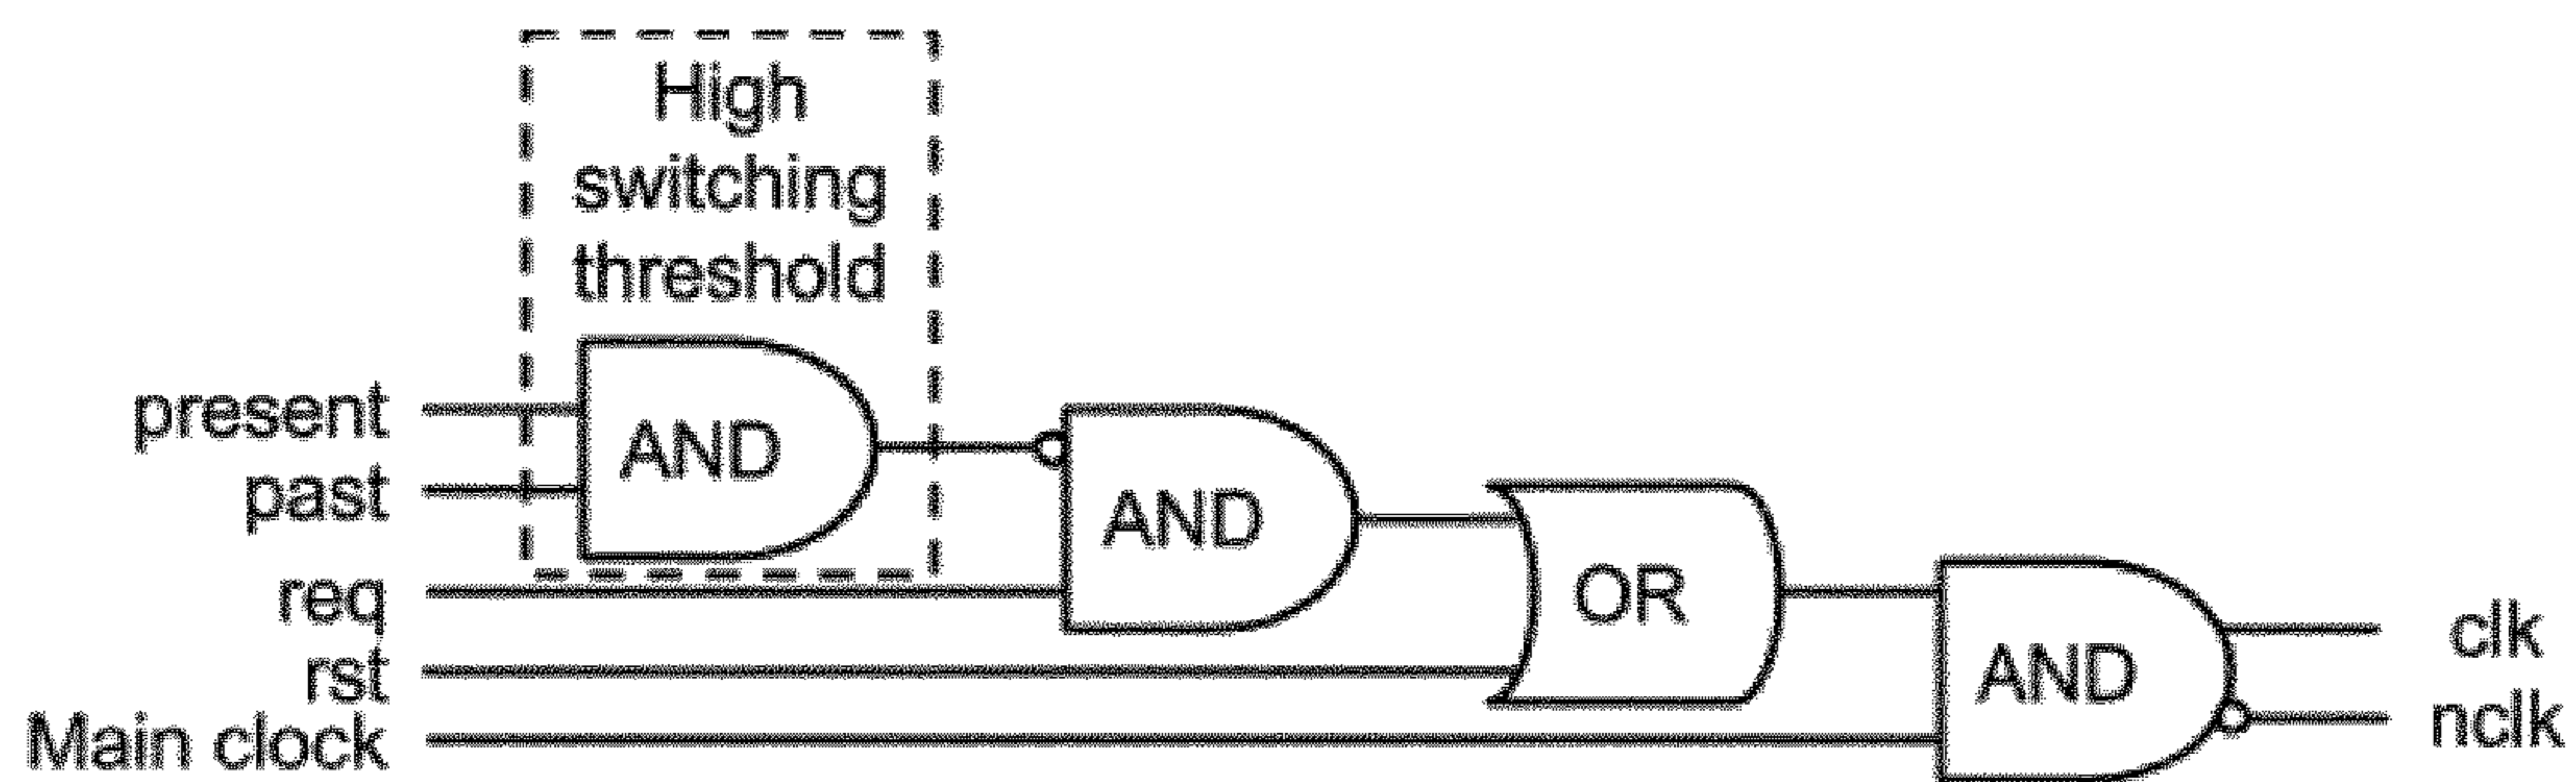 High
switching
threshold
present
AND
past
AND
req
OR
rst
clk
AND
Main clock
nclk